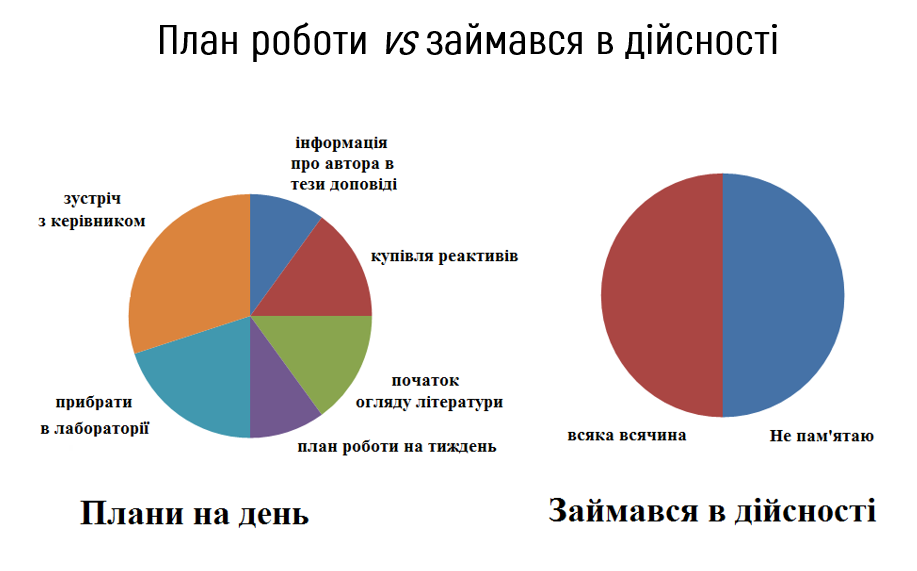 План роботи vs займався в дійсності
інформація
про автора в
тези доповіді
зустріч
з керівником
купівля реактивів
початок
огляду літератури
прибрати
в лабораторії
план роботи на тиждень
всяка всячина
Не пам'ятаю
Плани на день
Займався в дійсності